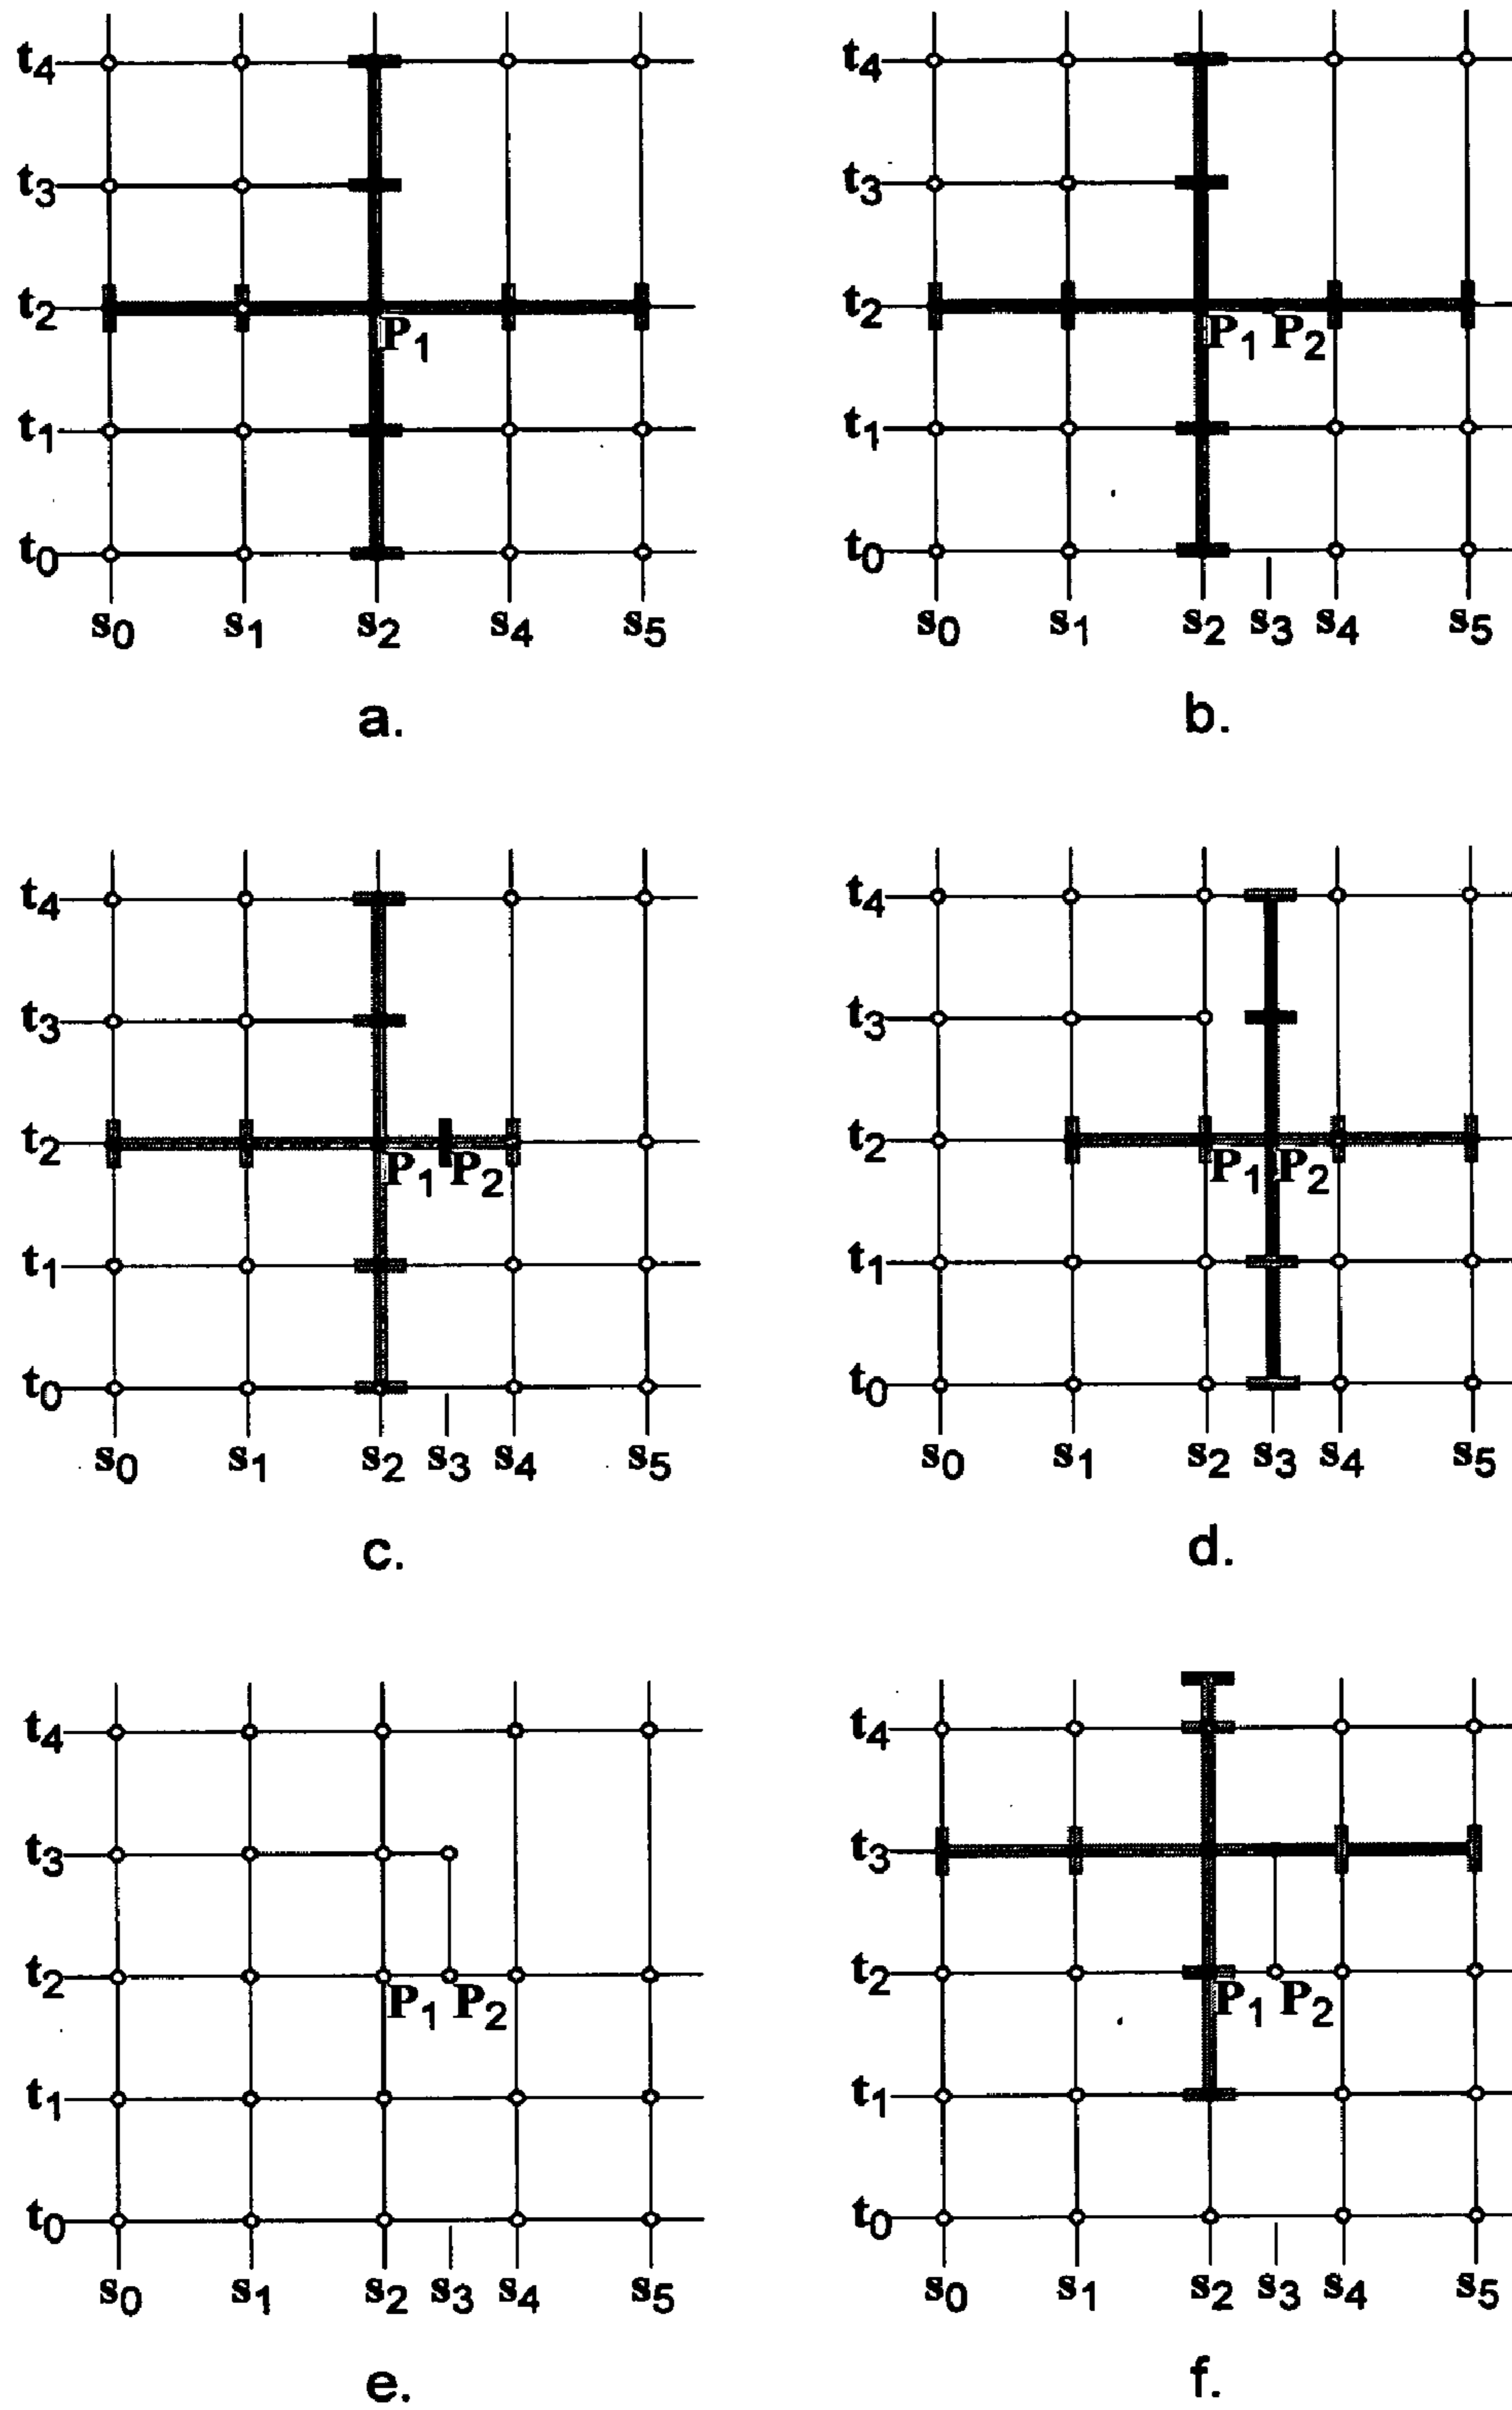 t4 t4
t3 t3
t2 t2
P1 P1 P2
t1 t1
t0 t0
s0 s1 s2 s4 s5 s0 s1 s2 s3 s4 s5
a. b.
t4 t4
t3 t3
t2 t2
P1 P2 P1 P2
t1 t1
t0 t0
s0 s1 s2 s3 s4 s5 s0 s1 s2 s3 s4 s5
c. d.
t4 t4
t3 t3
t2 t2
P1 P2 P1 P2
t1 t1
t0 t0
s0 s1 s2 s3 s4 s5 s0 s1 s2 s3 s4 s5
e. f.